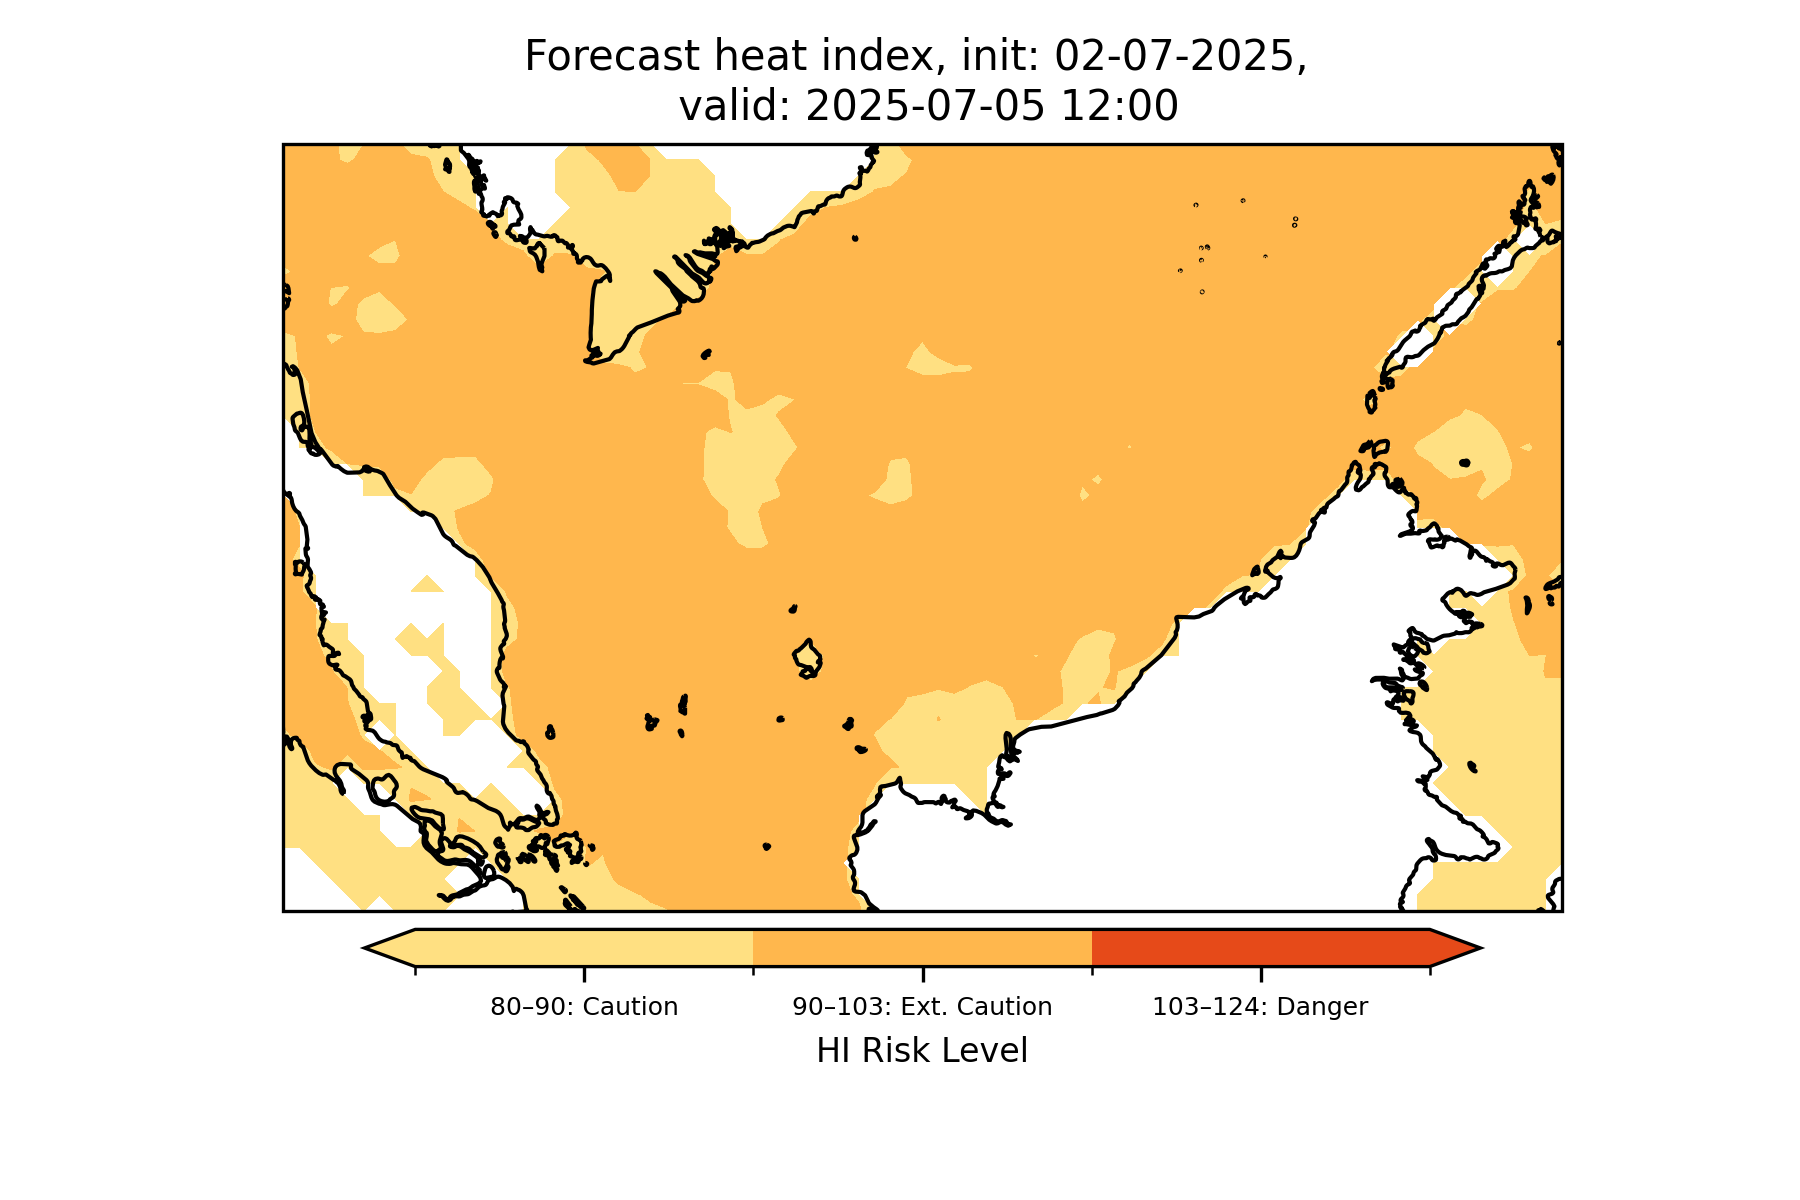 Forecast heat index, init: 02-07-2025,
valid: 2025-07-05 12:00
80–90: Caution
90–103: Ext. Caution
103–124: Danger
HI Risk Level